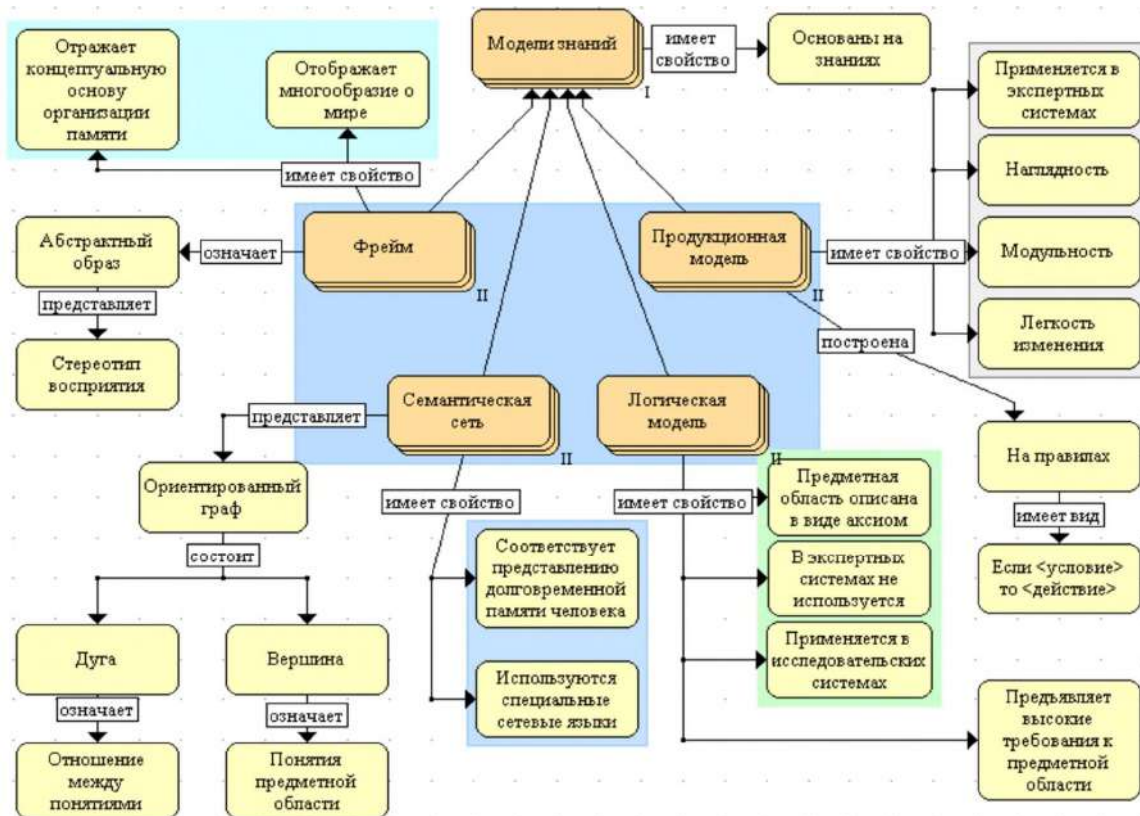 Модели знаний
I
имеет
свойство
Основаны на
знаниях
Отражает
концептуальную
основу
организации
памяти
Отображает
многообразие о
мире
имеет свойство
Применяется в
экспертных
системах
Наглядность
Модульность
Легкость
изменения
Абстрактный
образ
означает
Фрейм
II
Продукционная
модель
II
имеет свойство
представляет
Стереотип
восприятия
построена
Семантическая
сеть
II
Логическая
модель
II
представляет
Ориентированный
граф
состоит
имеет свойство
имеет свойство
На правилах
имеет вид
Если <условие>
то <действие>
Предметная
область описана
в виде аксиом
В экспертных
системах не
используется
Применяется в
исследовательских
системах
Соответствует
представлению
долговременной
памяти человека
Используются
специальные
сетевые языки
Дуга
Вершина
означает
означает
Отношение
между
понятиями
Понятия
предметной
области
Предъявляет
высокие
требования к
предметной
области